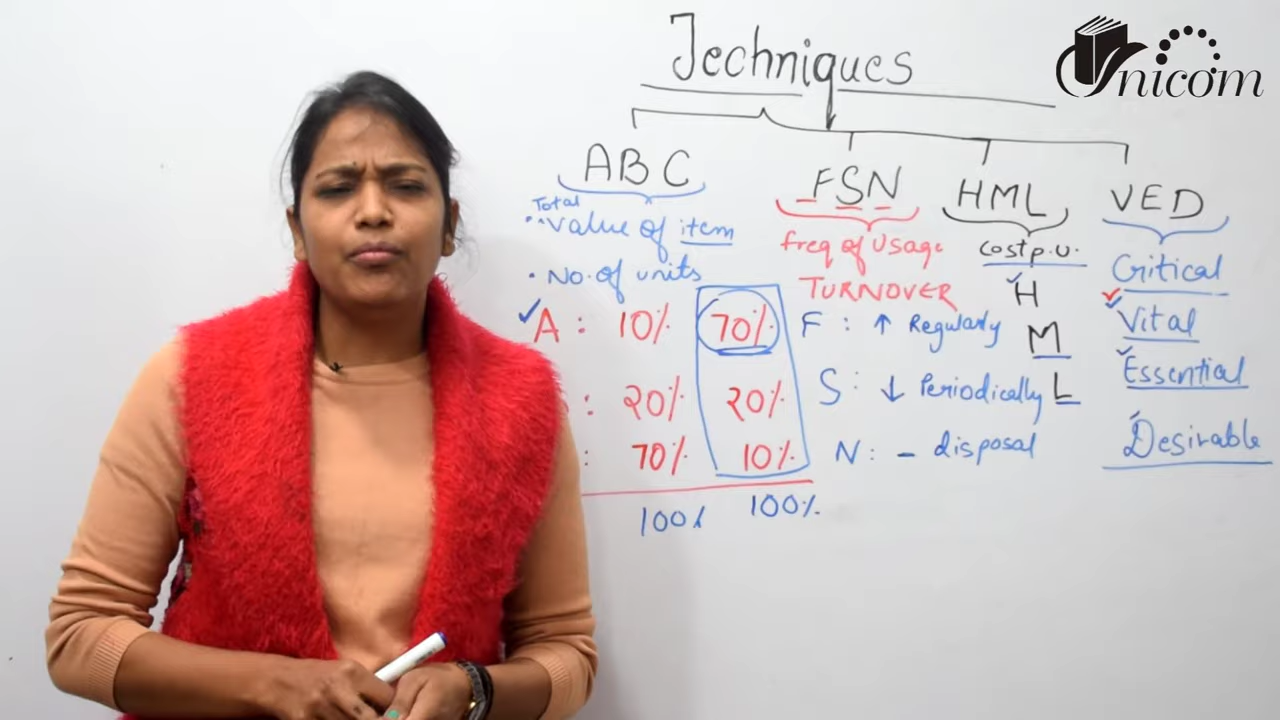 Techniques
Unicom
ABC
FSN
HML
VED
Total
• Value of item
• No. of units
freq of usage
TURNOVER
Cost p.u.
Critical
A : 10% 70%
: 20% 20%
: 70% 10%
100% 100%
F : ↑ Regularly
S : ↓ Periodically
N : – disposal
H
M
L
Vital
Essential
Desirable